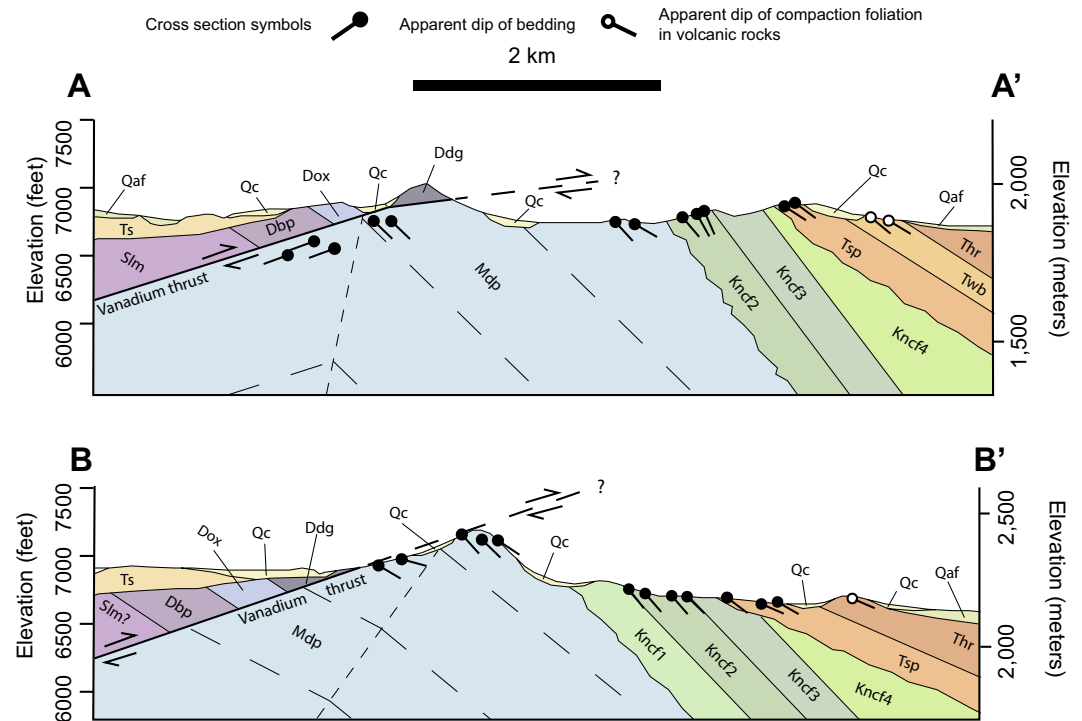 Cross section symbols
Apparent dip of bedding
Apparent dip of compaction foliation
in volcanic rocks
2 km
A
A’
Elevation (feet)
7500
7000
6500
6000
Elevation (meters)
2,000
1,500
Qaf
Ts
Slm
Qc
Dbp
Dox
Qc
Ddg
?
Qc
Vanadium thrust
Mdp
Kncf2
Kncf3
Kncf4
Tsp
Qc
Qaf
Thr
Twb
B
B’
Elevation (feet)
7500
7000
6500
6000
Elevation (meters)
2,500
2,000
Ts
Slm?
Dbp
Dox
Qc
Ddg
Qc
?
Qc
Vanadium thrust
Mdp
Kncf1
Kncf2
Kncf3
Kncf4
Tsp
Qc
Qc
Qaf
Thr